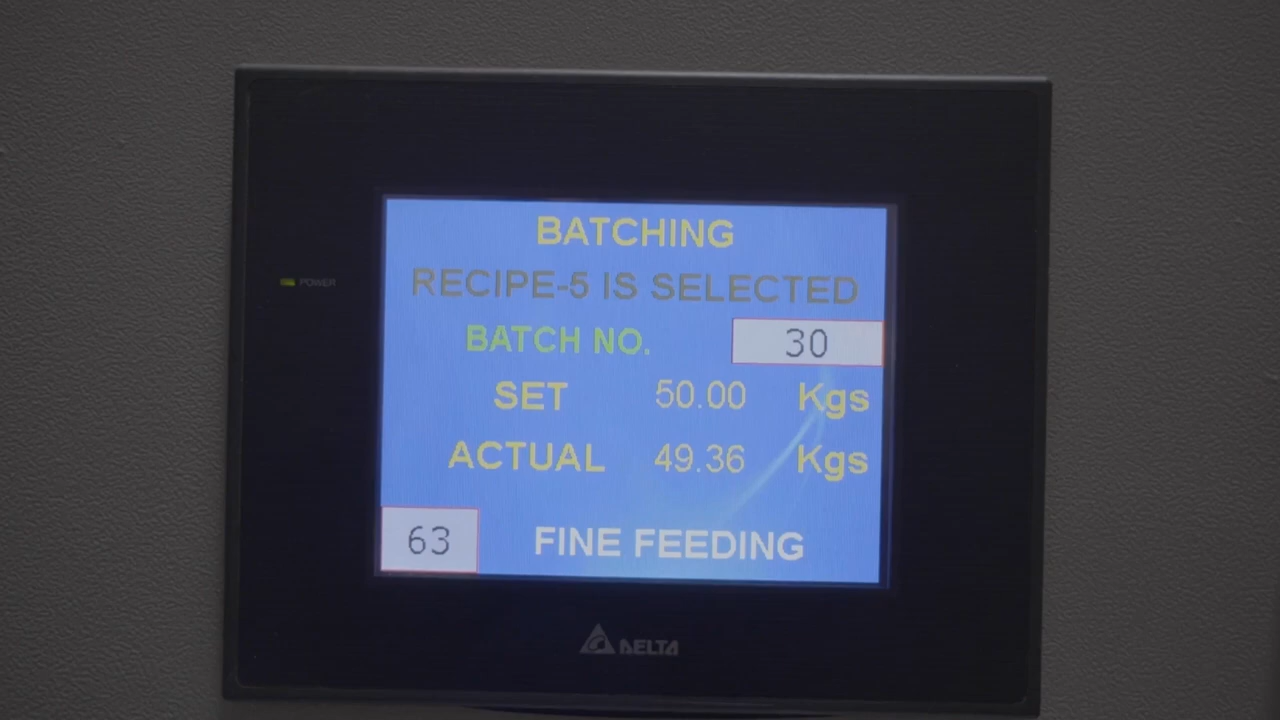 BATCHING
RECIPE-5 IS SELECTED
POWER
BATCH NO. 30
SET 50.00 Kgs
ACTUAL 49.36 Kgs
63 FINE FEEDING
DELTA